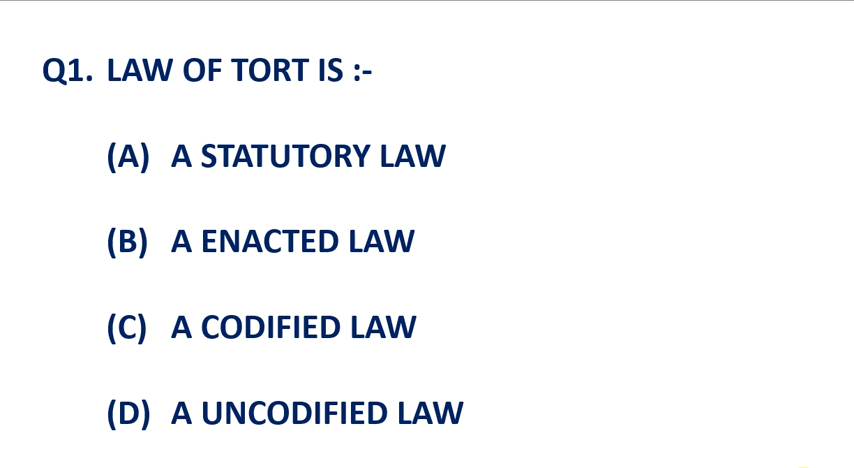 Q1. LAW OF TORT IS :-
(A) A STATUTORY LAW
(B) A ENACTED LAW
(C) A CODIFIED LAW
(D) A UNCODIFIED LAW